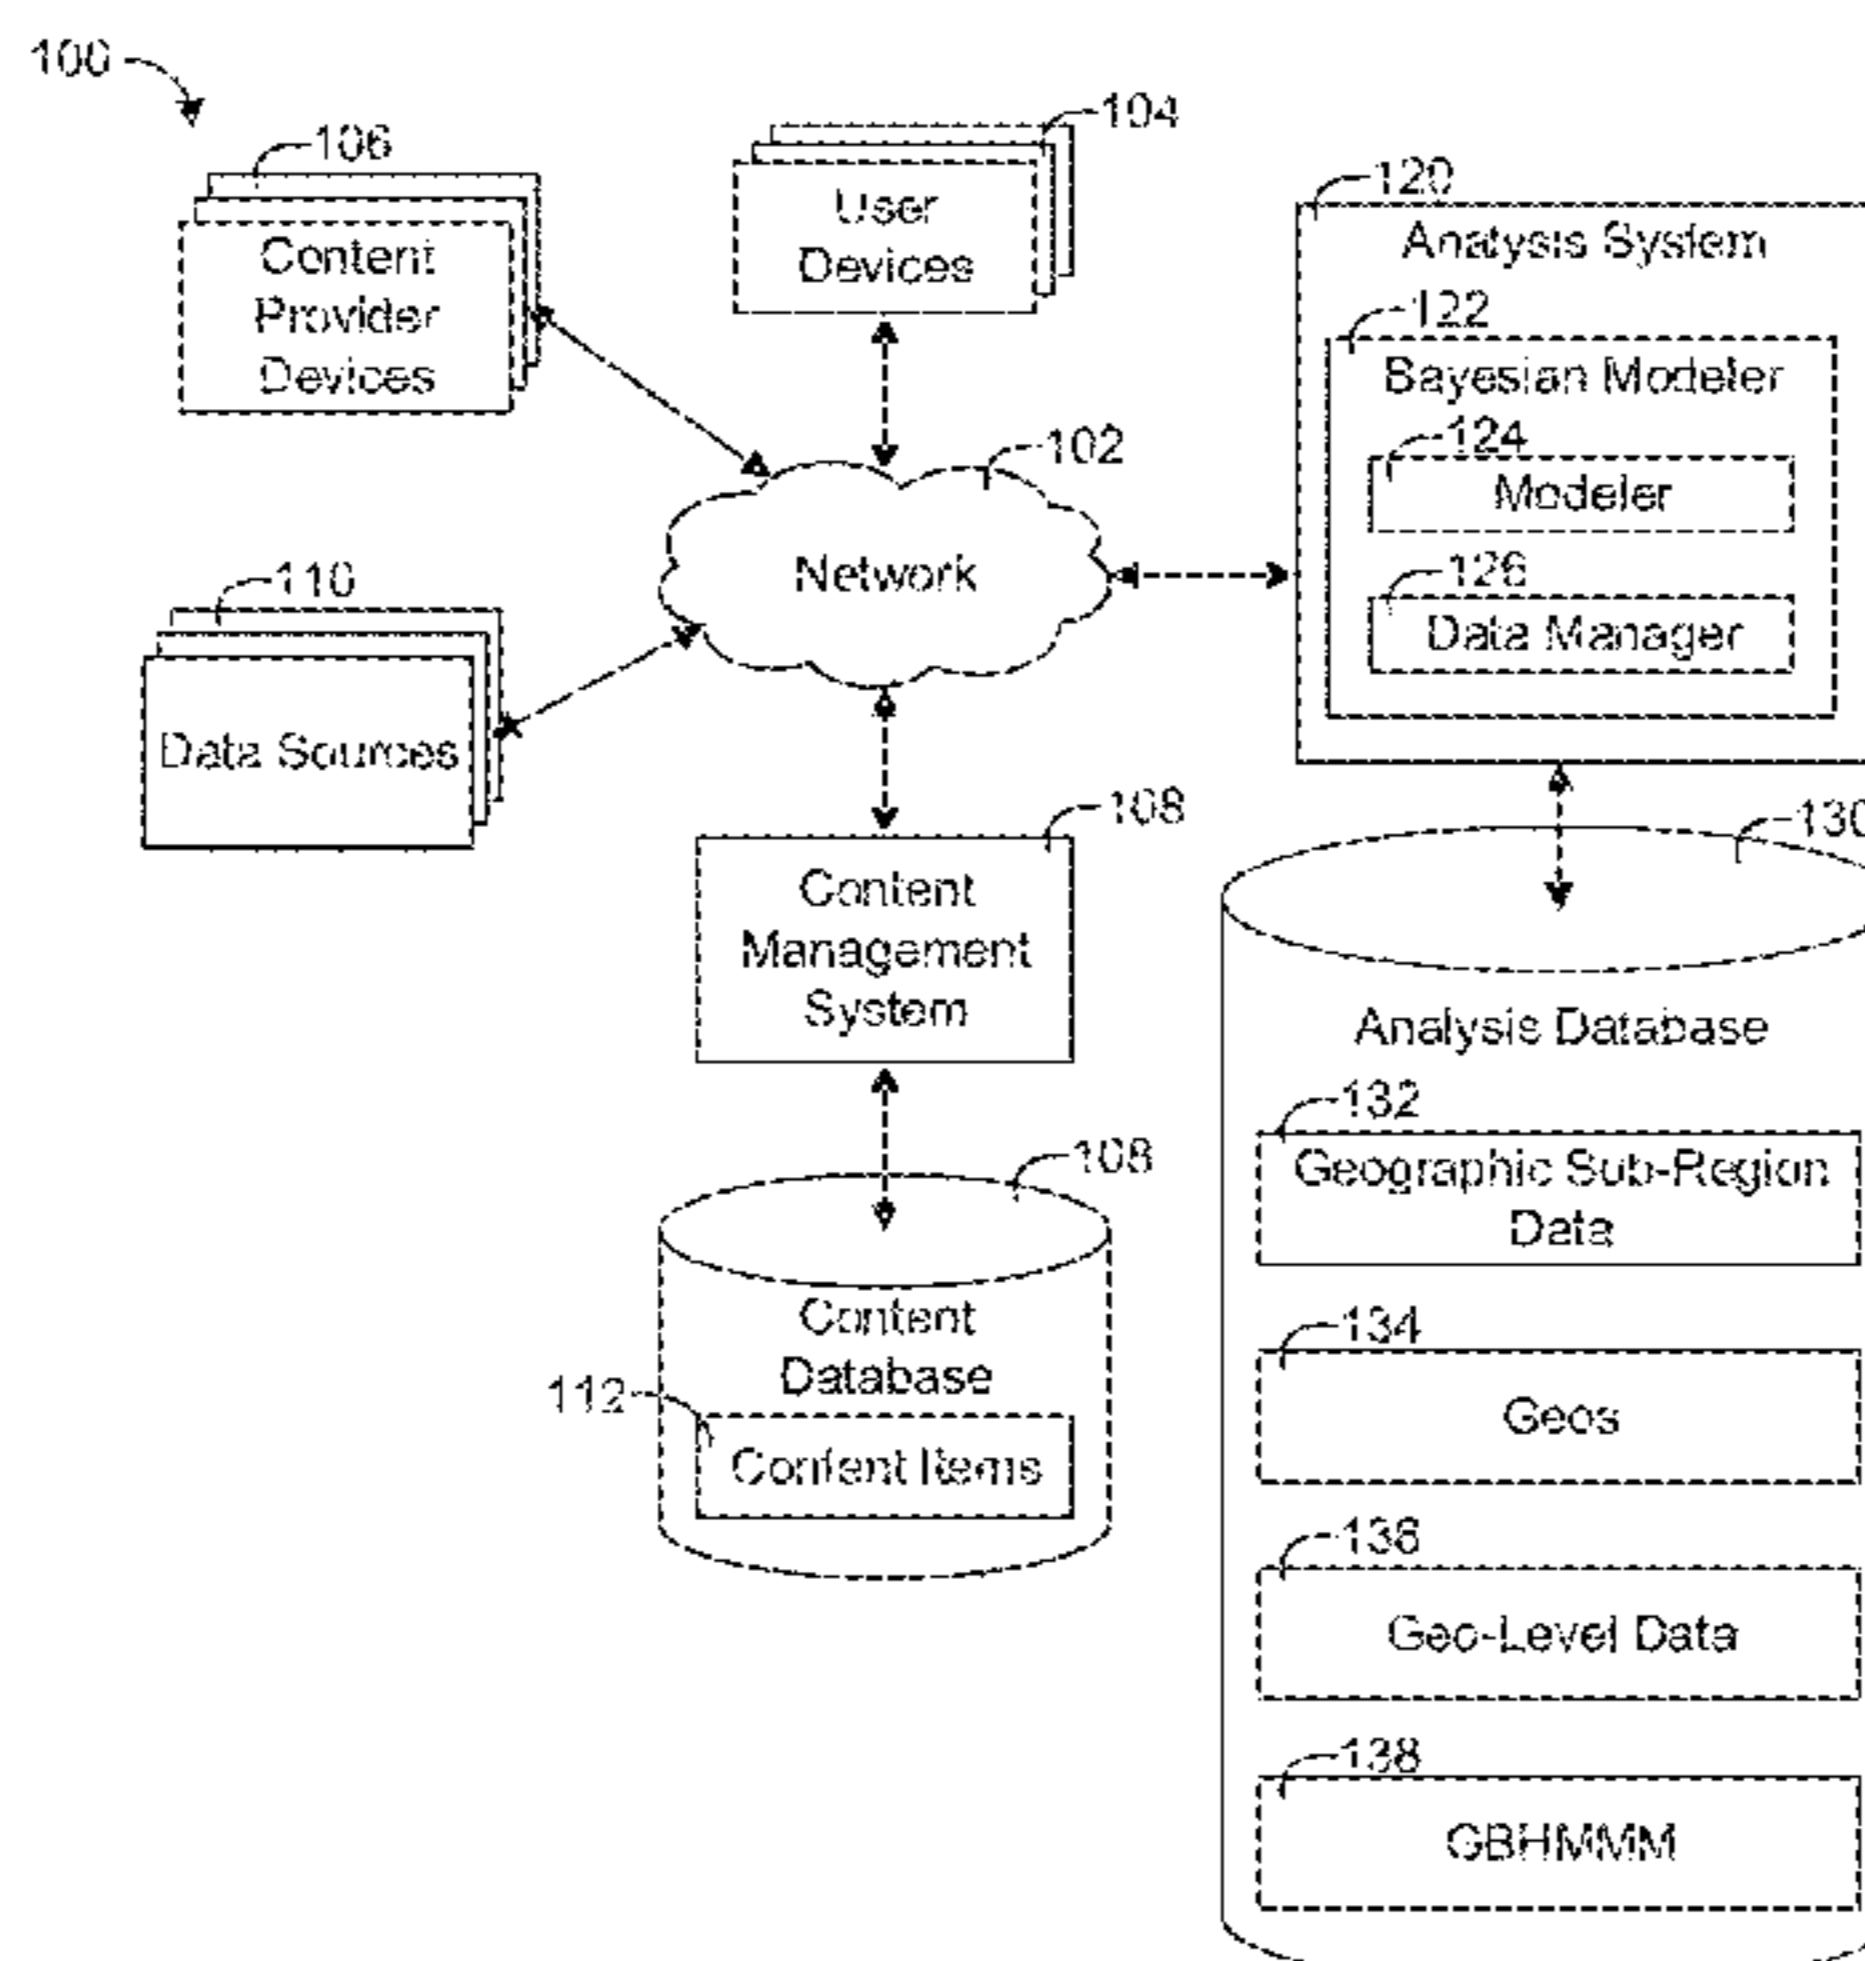 100
106
Content
Provider
Devices
104
User
Devices
120
Analysis System
122
Bayesian Modeler
124
Modeler
126
Data Manager
102
Network
110
Data Sources
108
Content
Management
System
108
Content
Database
112
Content Items
130
Analysis Database
132
Geographic Sub-Region
Data
134
Geos
136
Geo-Level Data
138
GBHMMM